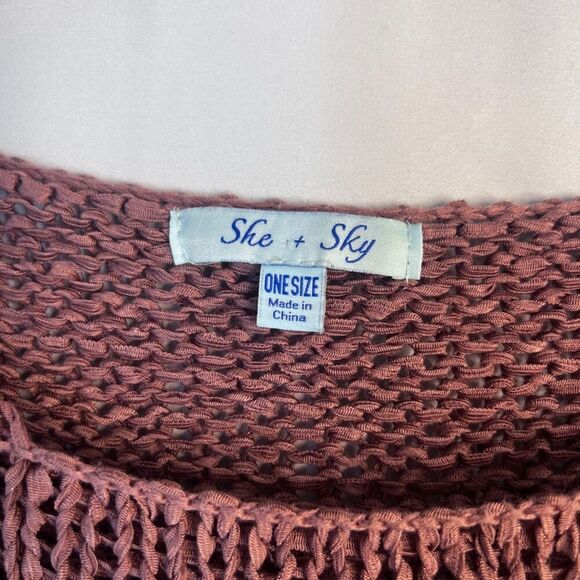 She + Sky
ONE SIZE
Made in
China